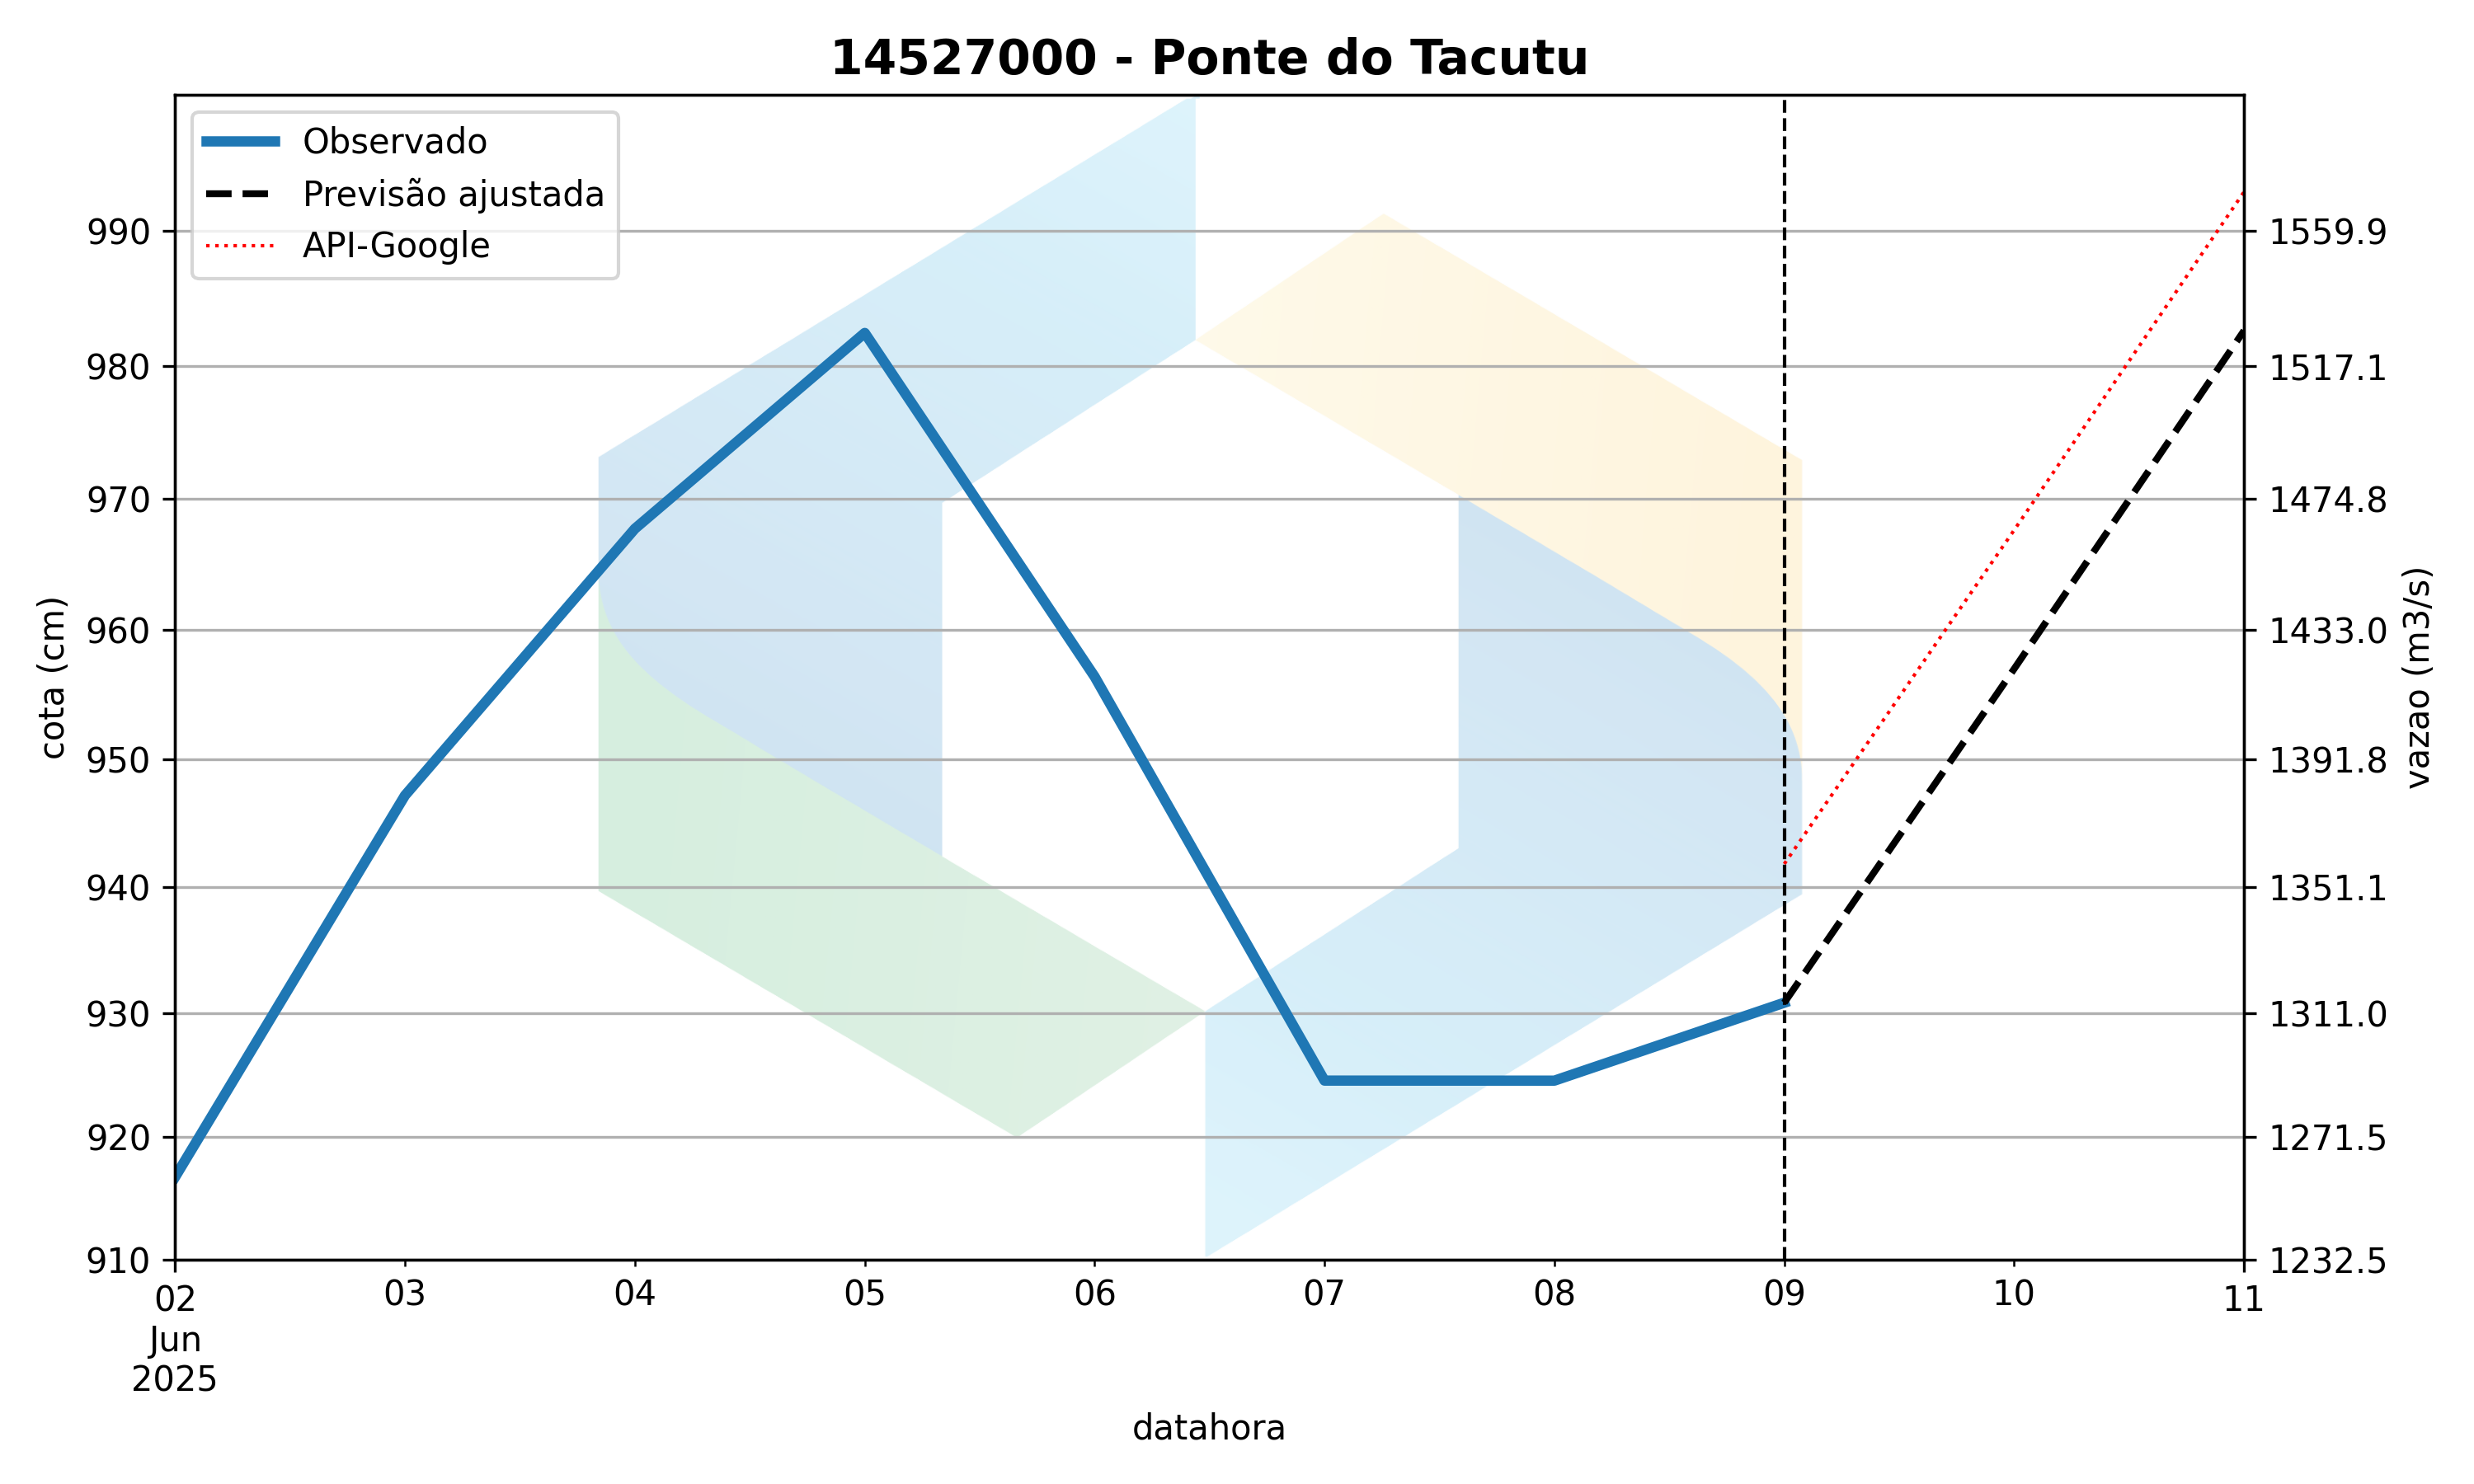 14527000 - Ponte do Tacutu
Observado
Previsão ajustada
API-Google
990
980
970
960
950
940
930
920
910
cota (cm)
1559.9
1517.1
1474.8
1433.0
1391.8
1351.1
1311.0
1271.5
1232.5
vazao (m3/s)
02 03 04 05 06 07 08 09 10 11
Jun
2025
datahora